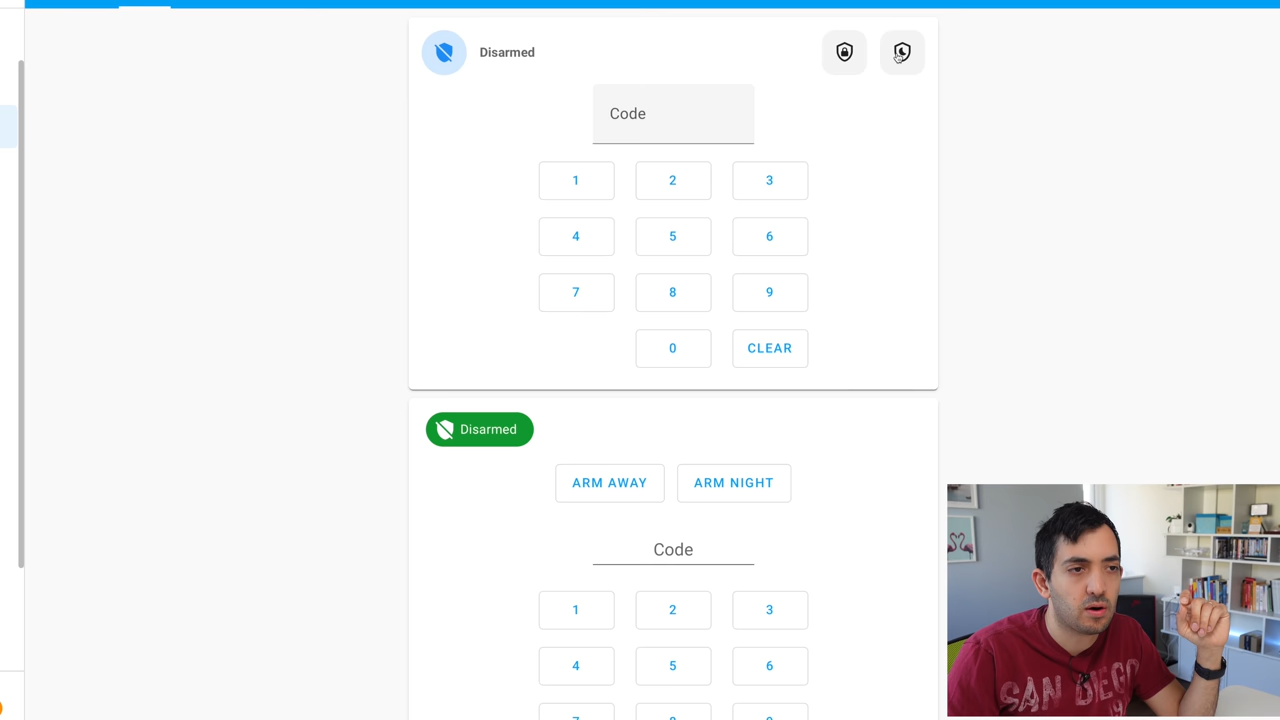 Disarmed
Code
1 2 3
4 5 6
7 8 9
0 CLEAR
Disarmed
ARM AWAY ARM NIGHT
Code
1 2 3
4 5 6
SAN DIEGO